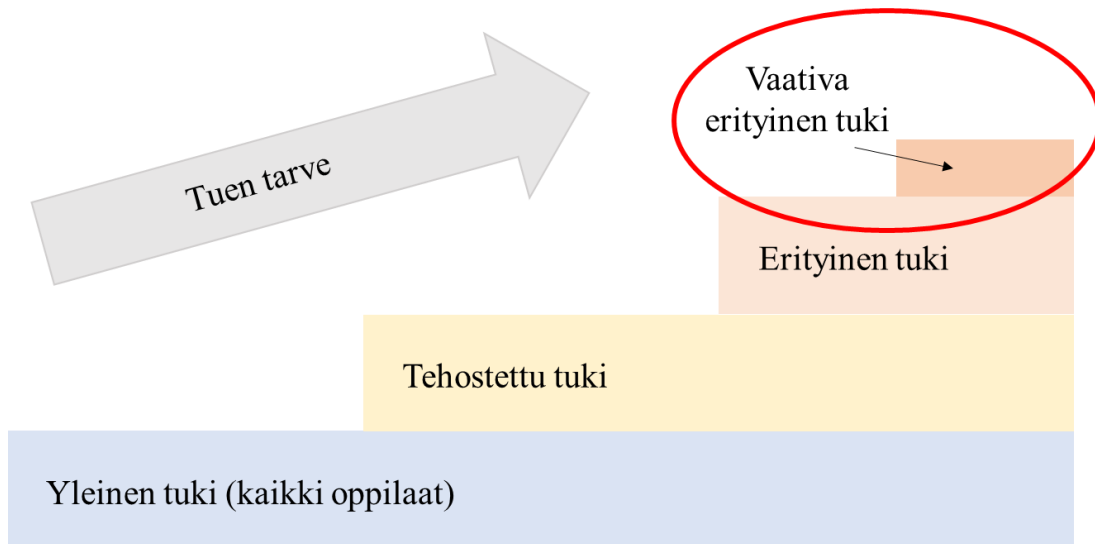 Tuen tarve
Vaativa
erityinen tuki
Erityinen tuki
Tehostettu tuki
Yleinen tuki (kaikki oppilaat)